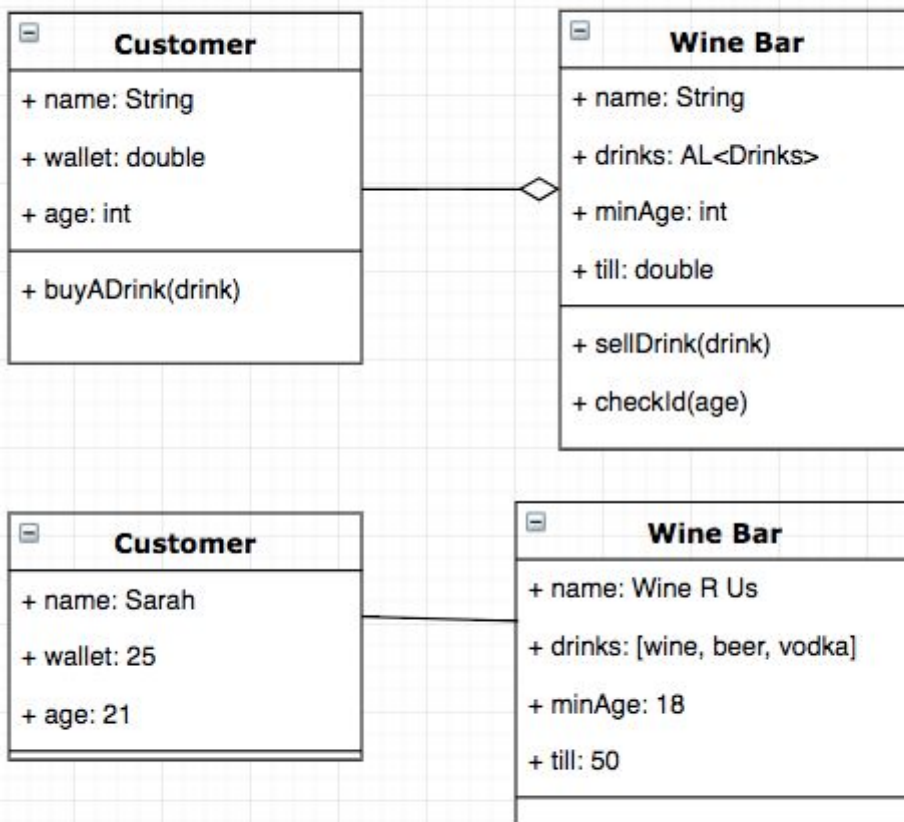 Customer
+ name: String
+ wallet: double
+ age: int
+ buyADrink(drink)
Wine Bar
+ name: String
+ drinks: AL<Drinks>
+ minAge: int
+ till: double
+ sellDrink(drink)
+ checkId(age)
Customer
+ name: Sarah
+ wallet: 25
+ age: 21
Wine Bar
+ name: Wine R Us
+ drinks: [wine, beer, vodka]
+ minAge: 18
+ till: 50